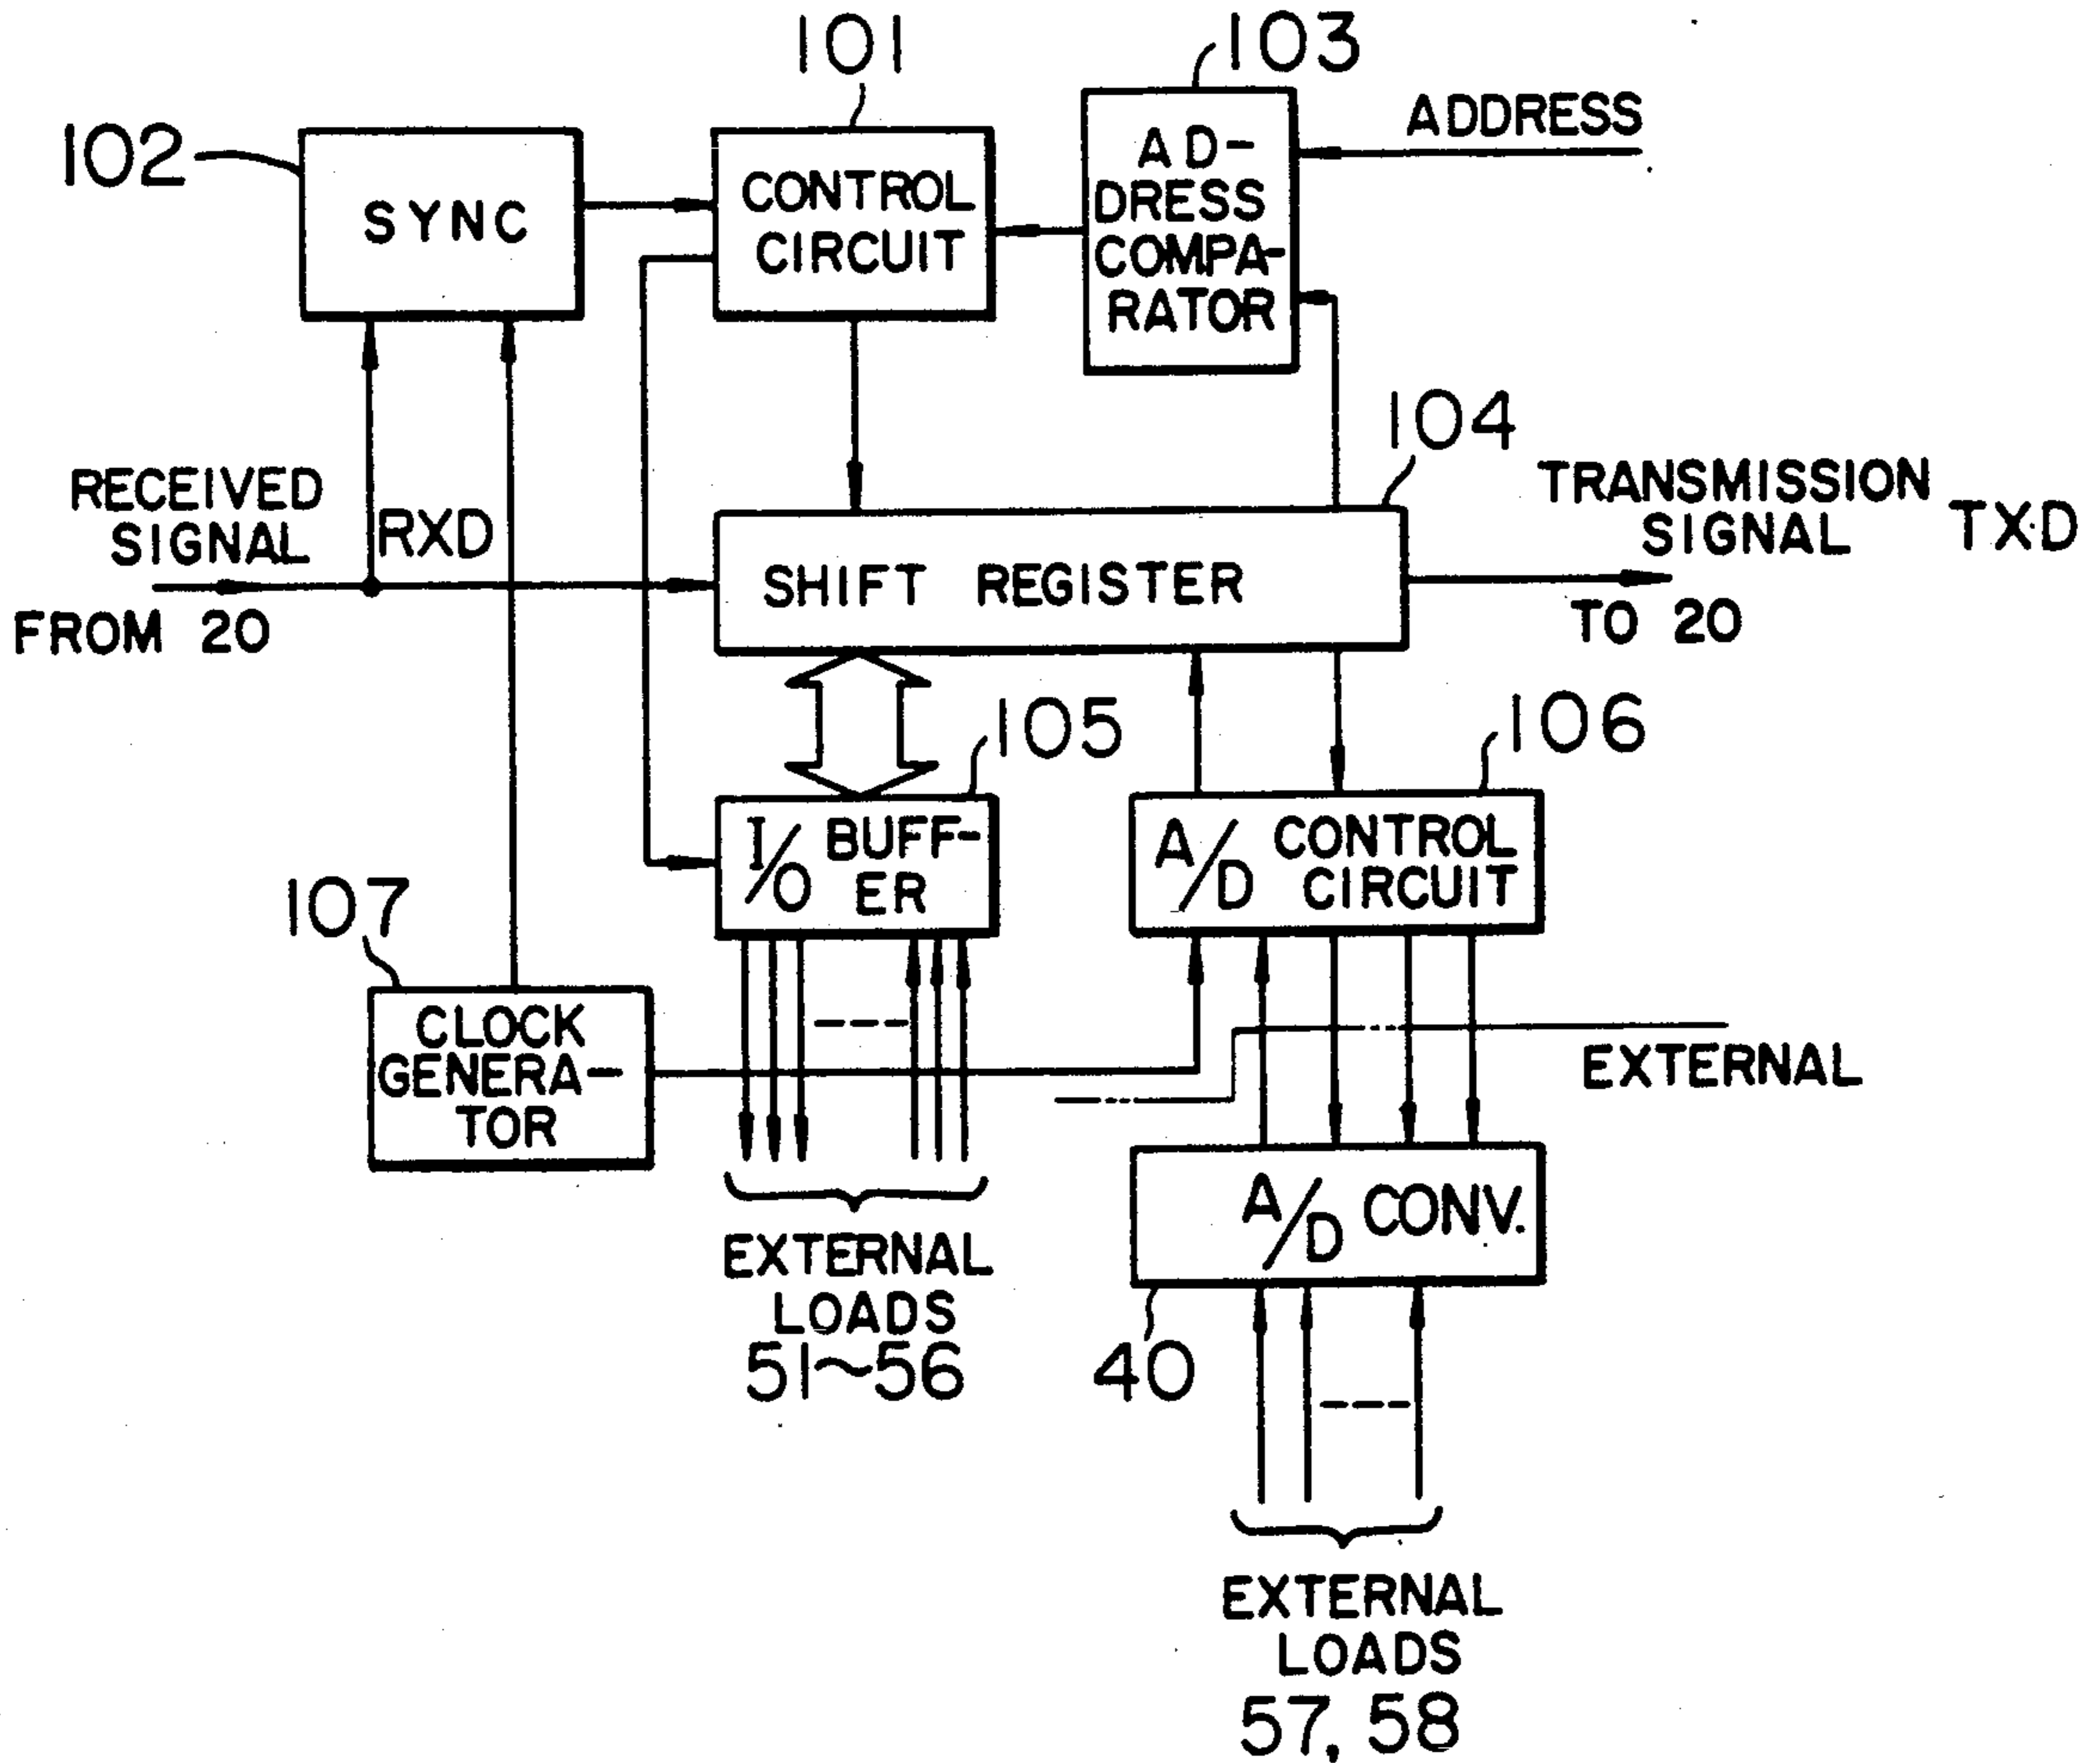 101
103
ADDRESS
102
SYNC
CONTROL
CIRCUIT
AD-
DRESS
COMPA-
RATOR
104
RECEIVED
SIGNAL
RXD
FROM 20
SHIFT REGISTER
TRANSMISSION
SIGNAL TXD
TO 20
105
106
I/O BUFF-
ER
A/D CONTROL
CIRCUIT
107
CLOCK
GENERA-
TOR
EXTERNAL
A/D CONV.
EXTERNAL
LOADS
51~56
40
EXTERNAL
LOADS
57, 58